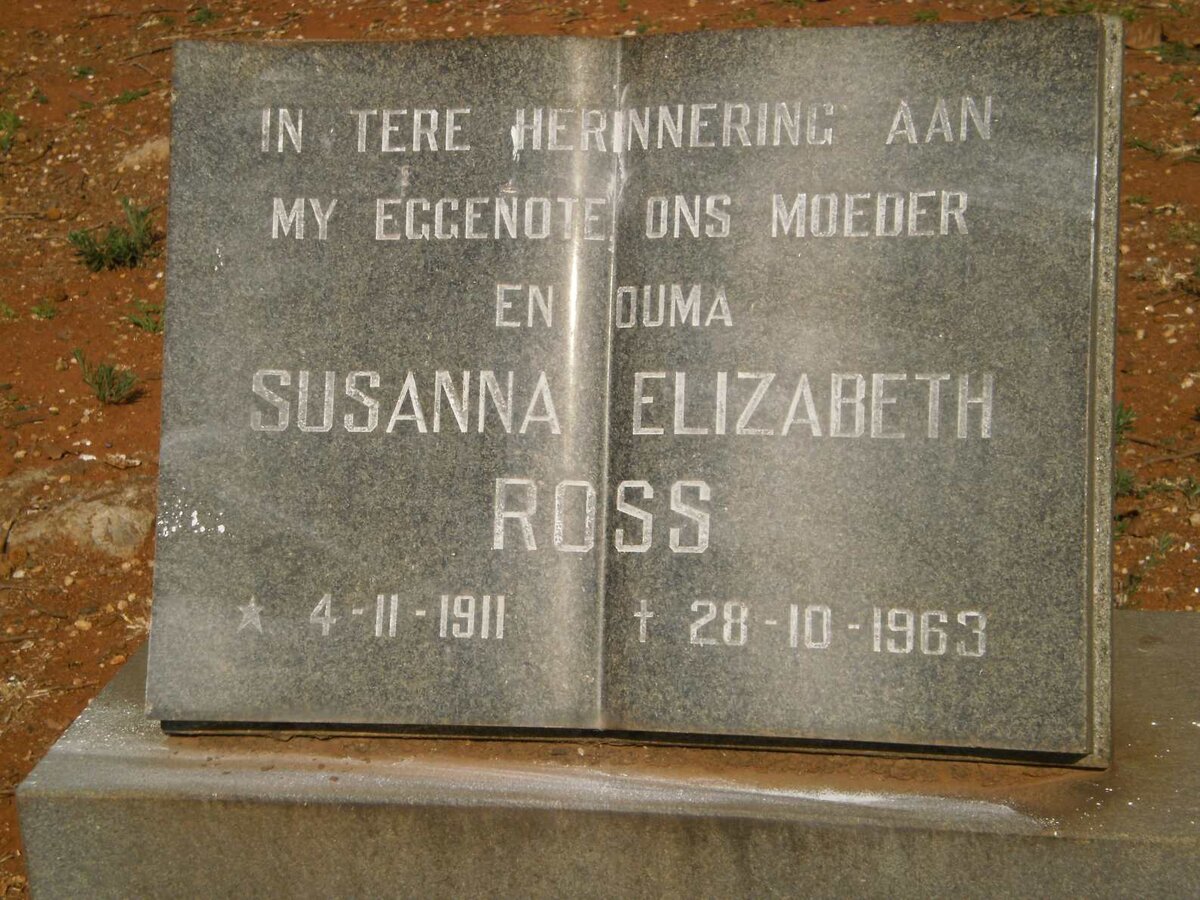 IN TERE HERINNERING AAN
MY EGGENOTE ONS MOEDER
EN OUMA
SUSANNA ELIZABETH
ROSS
★ 4-11-1911 † 28-10-1963